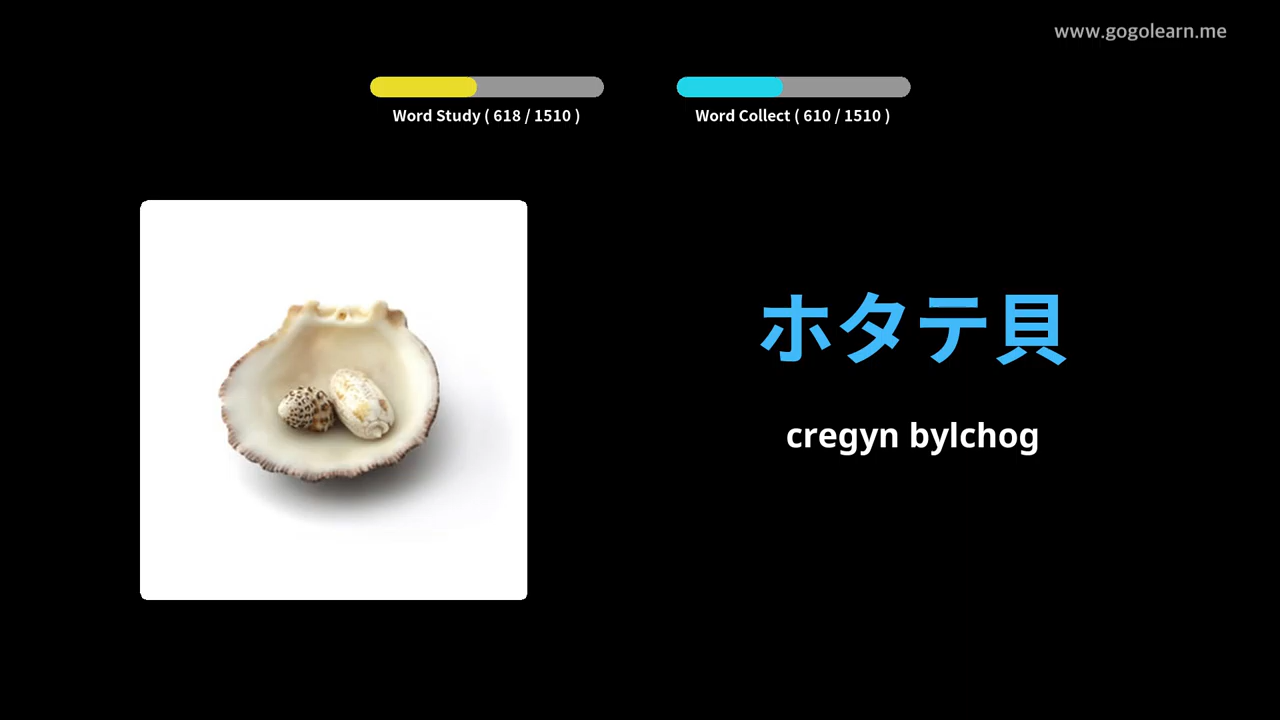 www.gogolearn.me
Word Study ( 618 / 1510 )
Word Collect ( 610 / 1510 )
ホタテ貝
cregyn bylchog